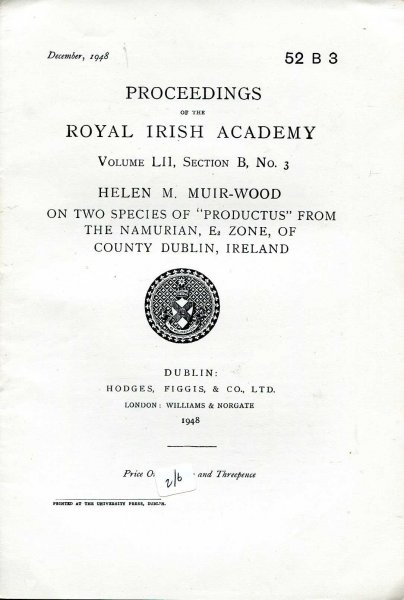 December, 1948
52 B 3
PROCEEDINGS
OF THE
ROYAL IRISH ACADEMY
VOLUME LII, SECTION B, No. 3
HELEN M. MUIR-WOOD
ON TWO SPECIES OF "PRODUCTUS" FROM
THE NAMURIAN, E₂ ZONE, OF
COUNTY DUBLIN, IRELAND
DUBLIN:
HODGES, FIGGIS, & CO., LTD.
LONDON: WILLIAMS & NORGATE
1948
Price O and Threepence
2/6
PRINTED AT THE UNIVERSITY PRESS, DUBLIN.